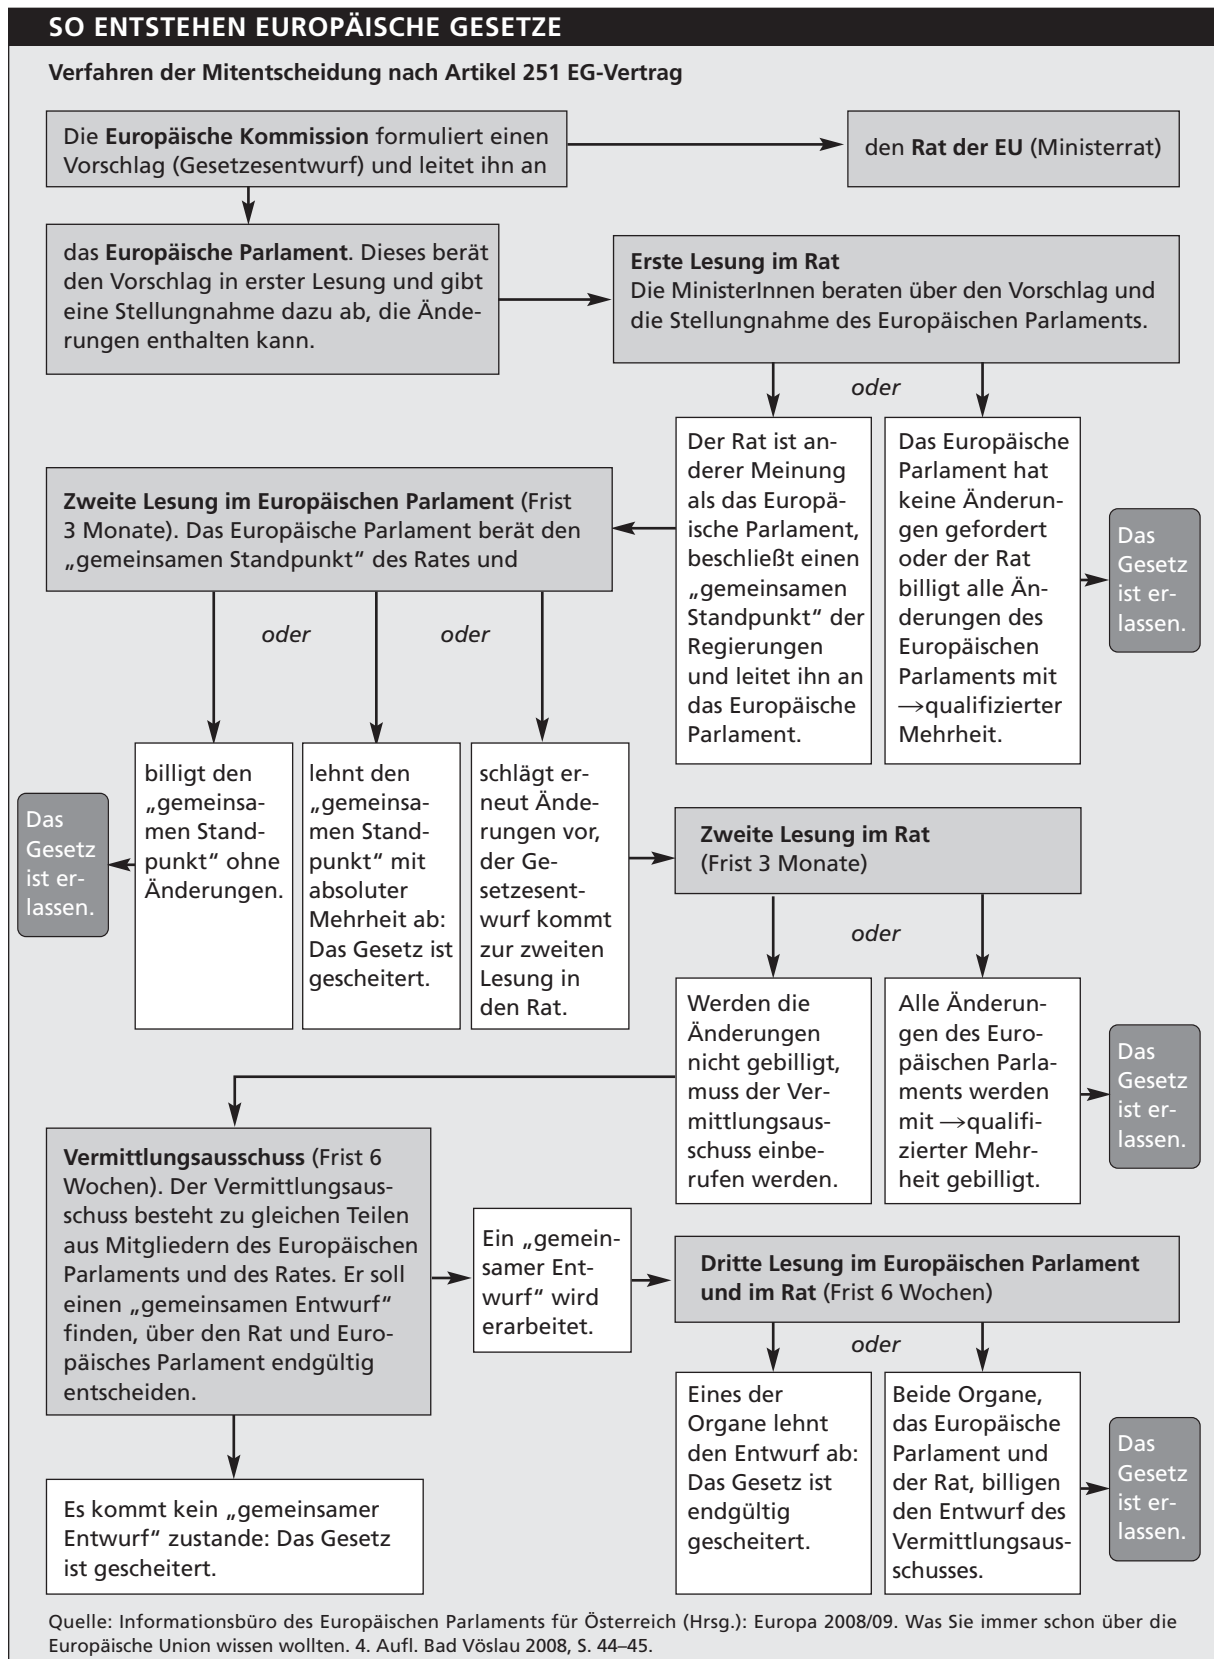 SO ENTSTEHEN EUROPÄISCHE GESETZE
Verfahren der Mitentscheidung nach Artikel 251 EG-Vertrag
Die Europäische Kommission formuliert einen
Vorschlag (Gesetzesentwurf) und leitet ihn an
den Rat der EU (Ministerrat)
das Europäische Parlament. Dieses berät
den Vorschlag in erster Lesung und gibt
eine Stellungnahme dazu ab, die Ände-
rungen enthalten kann.
Erste Lesung im Rat
Die MinisterInnen beraten über den Vorschlag und
die Stellungnahme des Europäischen Parlaments.
oder
Der Rat ist an-
derer Meinung
als das Europä-
ische Parlament,
beschließt einen
„gemeinsamen
Standpunkt“ der
Regierungen
und leitet ihn an
das Europäische
Parlament.
Das Europäische
Parlament hat
keine Änderun-
gen gefordert
oder der Rat
billigt alle Än-
derungen des
Europäischen
Parlaments mit
→qualifizierter
Mehrheit.
Das
Gesetz
ist er-
lassen.
Zweite Lesung im Europäischen Parlament (Frist
3 Monate). Das Europäische Parlament berät den
„gemeinsamen Standpunkt“ des Rates und
oder
oder
billigt den
„gemeinsa-
men Stand-
punkt“ ohne
Änderungen.
Das
Gesetz
ist er-
lassen.
lehnt den
„gemeinsa-
men Stand-
punkt“ mit
absoluter
Mehrheit ab:
Das Gesetz ist
gescheitert.
schlägt er-
neut Ände-
rungen vor,
der Ge-
setzesent-
wurf kommt
zur zweiten
Lesung in
den Rat.
Zweite Lesung im Rat
(Frist 3 Monate)
oder
Werden die
Änderungen
nicht gebilligt,
muss der Ver-
mittlungsaus-
schuss einbe-
rufen werden.
Alle Änderun-
gen des Euro-
päischen Parla-
ments werden
mit →qualifi-
zierter Mehr-
heit gebilligt.
Das
Gesetz
ist er-
lassen.
Vermittlungsausschuss (Frist 6
Wochen). Der Vermittlungsaus-
schuss besteht zu gleichen Teilen
aus Mitgliedern des Europäischen
Parlaments und des Rates. Er soll
einen „gemeinsamen Entwurf“
finden, über den Rat und Euro-
päisches Parlament endgültig
entscheiden.
Ein „gemein-
samer Ent-
wurf“ wird
erarbeitet.
Dritte Lesung im Europäischen Parlament
und im Rat (Frist 6 Wochen)
oder
Eines der
Organe lehnt
den Entwurf ab:
Das Gesetz ist
endgültig
gescheitert.
Beide Organe,
das Europäische
Parlament und
der Rat, billigen
den Entwurf des
Vermittlungsaus-
schusses.
Das
Gesetz
ist er-
lassen.
Es kommt kein „gemeinsamer
Entwurf“ zustande: Das Gesetz
ist gescheitert.
Quelle: Informationsbüro des Europäischen Parlaments für Österreich (Hrsg.): Europa 2008/09. Was Sie immer schon über die
Europäische Union wissen wollten. 4. Aufl. Bad Vöslau 2008, S. 44–45.